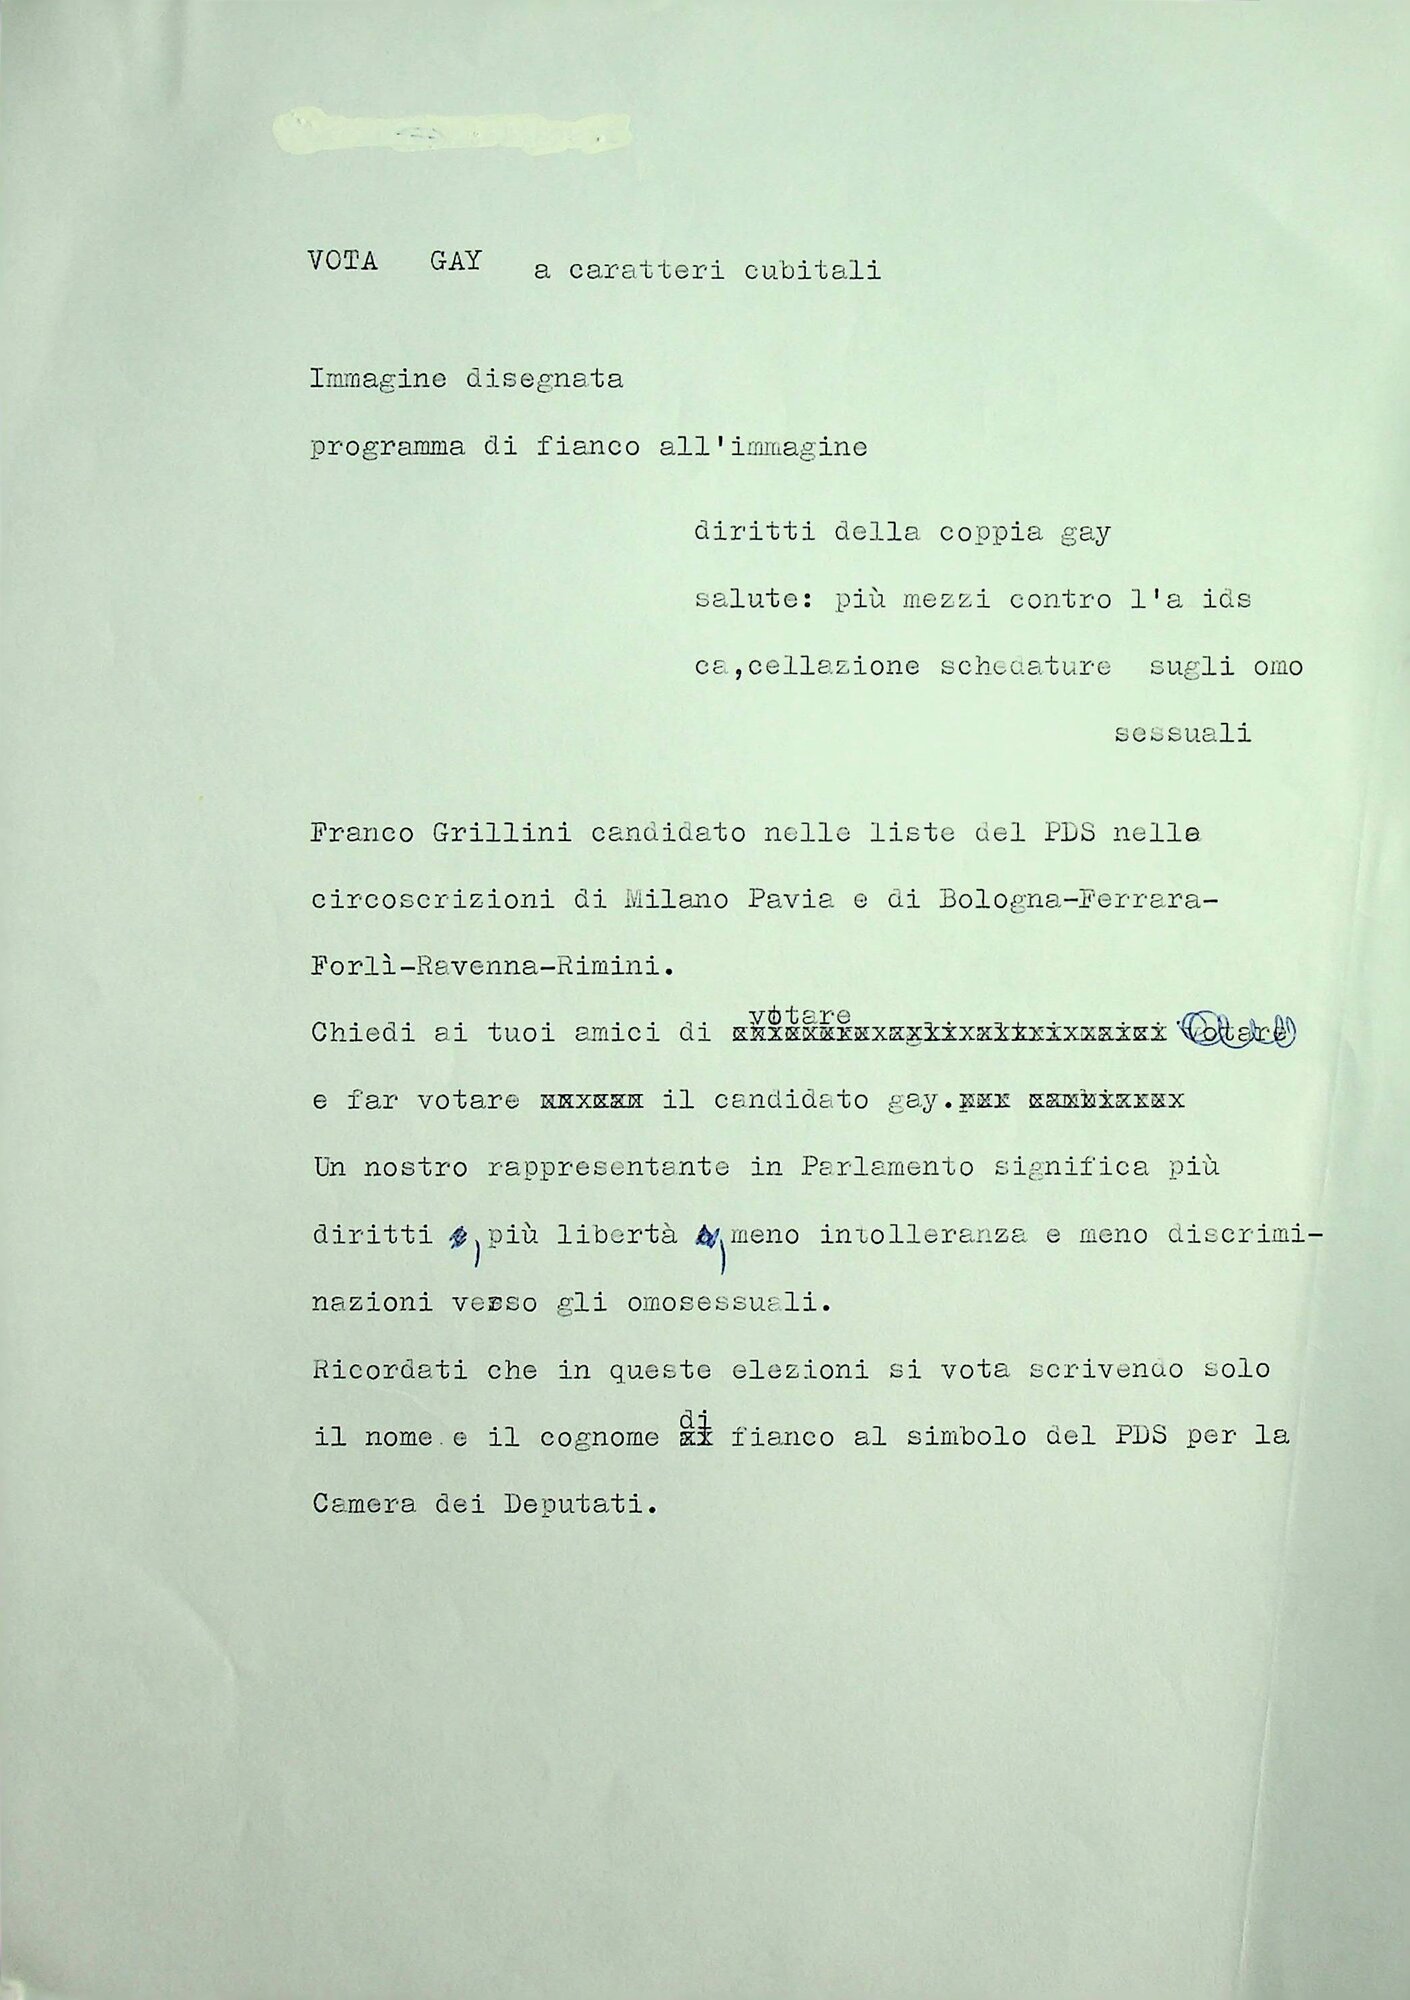 VOTA GAY a caratteri cubitali
Immagine disegnata
programma di fianco all'immagine
diritti della coppia gay
salute: più mezzi contro l'a ids
ca,cellazione schedature sugli omo
sessuali
Franco Grillini candidato nelle liste del PDS nelle
circoscrizioni di Milano Pavia e di Bologna-Ferrara-
Forlì-Ravenna-Rimini.
votare
Chiedi ai tuoi amici di
e far votare il candidato gay.
Un nostro rappresentante in Parlamento significa più
diritti , più libertà , meno intolleranza e meno discrimi-
nazioni verso gli omosessuali.
Ricordati che in queste elezioni si vota scrivendo solo
di
il nome e il cognome fianco al simbolo del PDS per la
Camera dei Deputati.